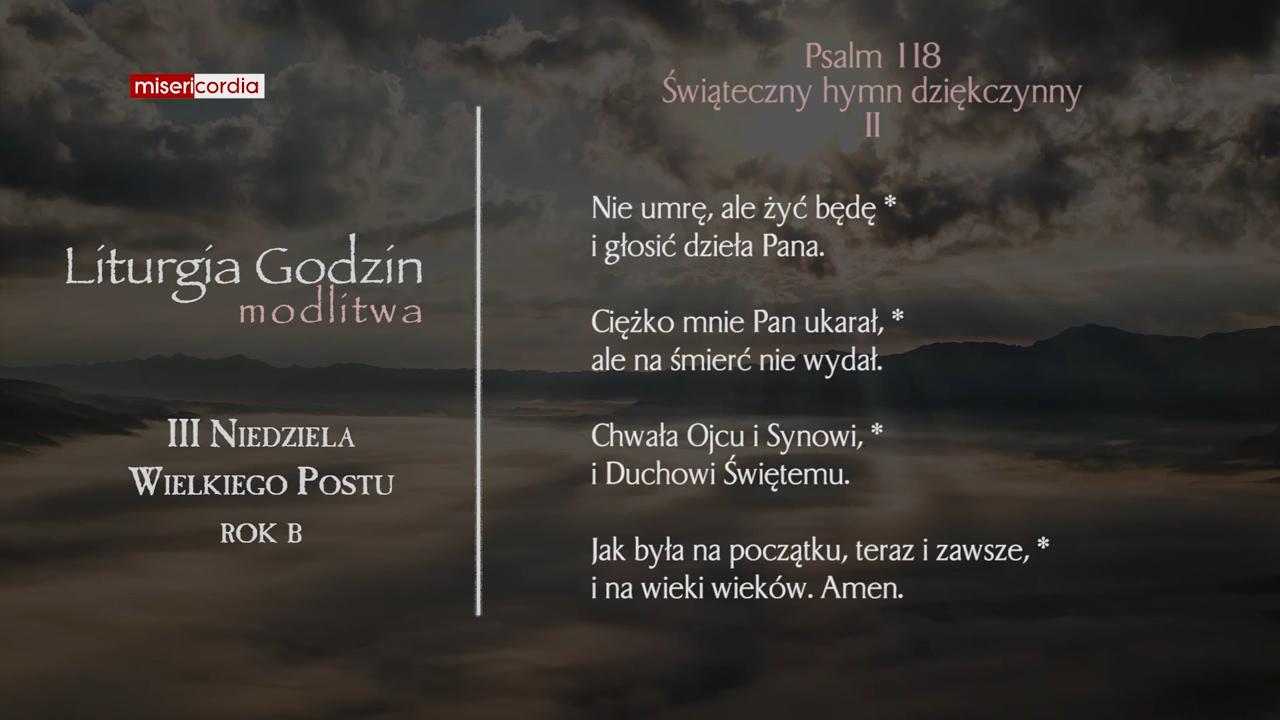 misericordia
Liturgia Godzin
modlitwa
III Niedziela
Wielkiego Postu
rok B
Psalm 118
Świąteczny hymn dziękczynny
II
Nie umrę, ale żyć będę *
i głosić dzieła Pana.
Ciężko mnie Pan ukarał, *
ale na śmierć nie wydał.
Chwała Ojcu i Synowi, *
i Duchowi Świętemu.
Jak była na początku, teraz i zawsze, *
i na wieki wieków. Amen.